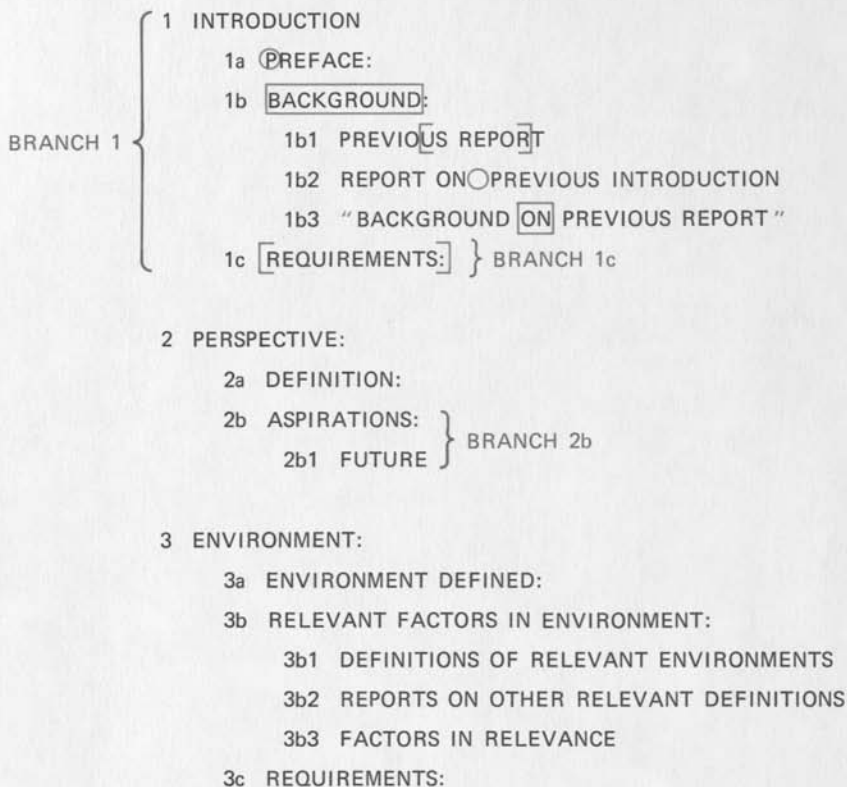 1 INTRODUCTION
1a PREFACE:
1b BACKGROUND:
BRANCH 1
1b1 PREVIOUS REPORT
1b2 REPORT ON PREVIOUS INTRODUCTION
1b3 “BACKGROUND ON PREVIOUS REPORT”
1c REQUIREMENTS: BRANCH 1c
2 PERSPECTIVE:
2a DEFINITION:
2b ASPIRATIONS:
BRANCH 2b
2b1 FUTURE
3 ENVIRONMENT:
3a ENVIRONMENT DEFINED:
3b RELEVANT FACTORS IN ENVIRONMENT:
3b1 DEFINITIONS OF RELEVANT ENVIRONMENTS
3b2 REPORTS ON OTHER RELEVANT DEFINITIONS
3b3 FACTORS IN RELEVANCE
3c REQUIREMENTS: